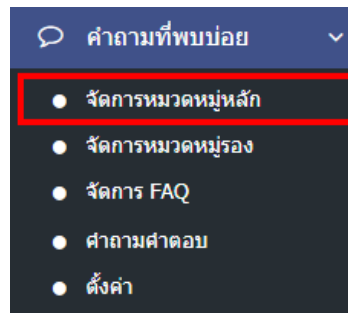 คำถามที่พบบ่อย
จัดการหมวดหมู่หลัก
จัดการหมวดหมู่รอง
จัดการ FAQ
คำถามคำตอบ
ตั้งค่า